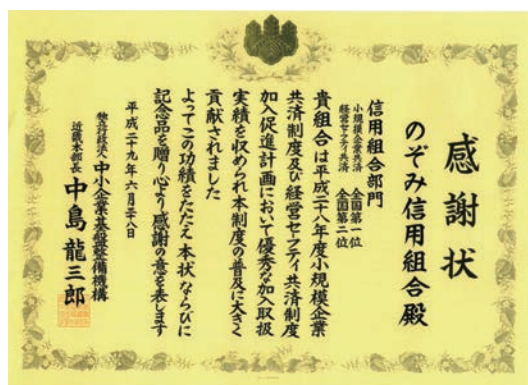 感謝状
のぞみ信用組合殿
信用組合部門
小規模企業共済 全国第一位
経営セーフティ共済 全国第二位
貴組合は平成二十八年度小規模企業
共済制度及び経営セーフティ共済制度
加入促進計画において優秀な加入取扱
実績を収められ本制度の普及に大きく
貢献されました
よってこの功績をたたえ本状ならびに
記念品を贈り心より感謝の意を表します
平成二十九年六月二十八日
独立行政法人中小企業基盤整備機構
近畿本部長 中島龍三郎